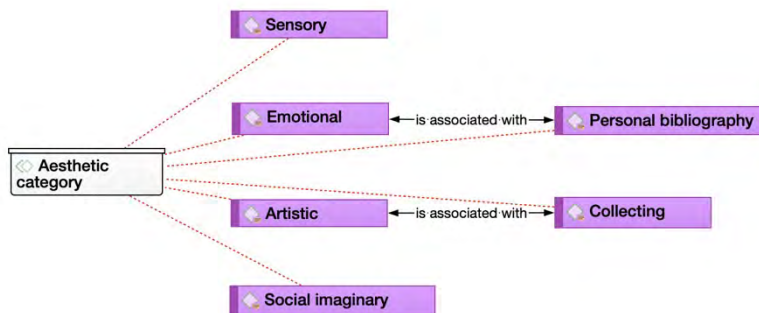 Sensory
Emotional
is associated with
Personal bibliography
Aesthetic
category
Artistic
is associated with
Collecting
Social imaginary